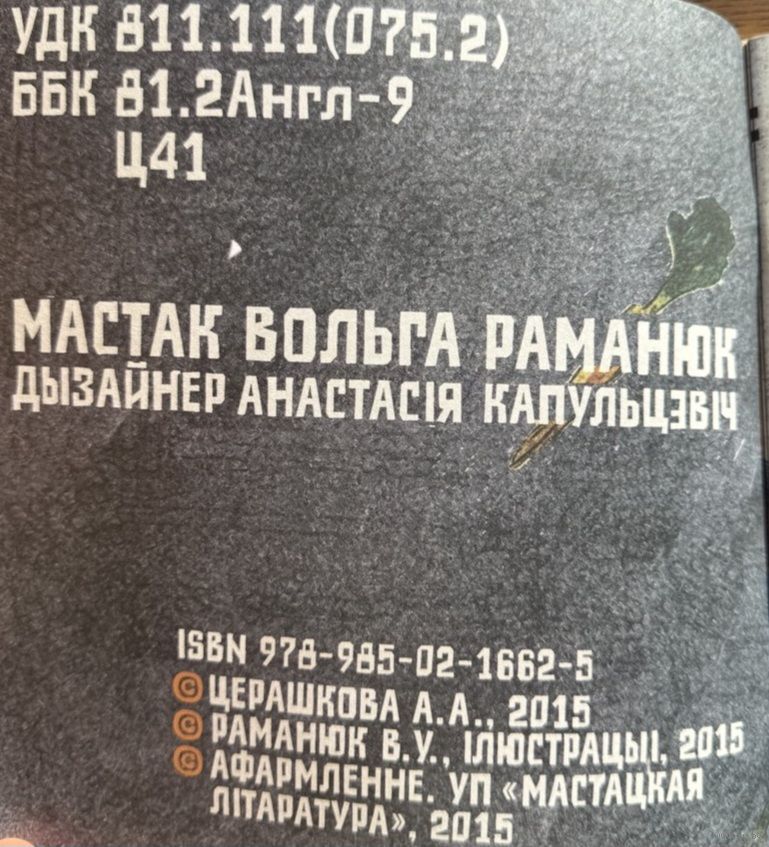 УДК 811.111(075.2)
ББК 81.2Англ-9
Ц41
МАСТАК ВОЛЬГА РАМАНЮК
ДЫЗАЙНЕР АНАСТАСІЯ КАПУЛЬЦЭВІЧ
ISBN 978-985-02-1662-5
© ЦЕРАШКОВА А.А., 2015
© РАМАНЮК В.У., ІЛЮСТРАЦЫІ, 2015
© АФАРМЛЕННЕ. УП «МАСТАЦКАЯ
ЛІТАРАТУРА», 2015